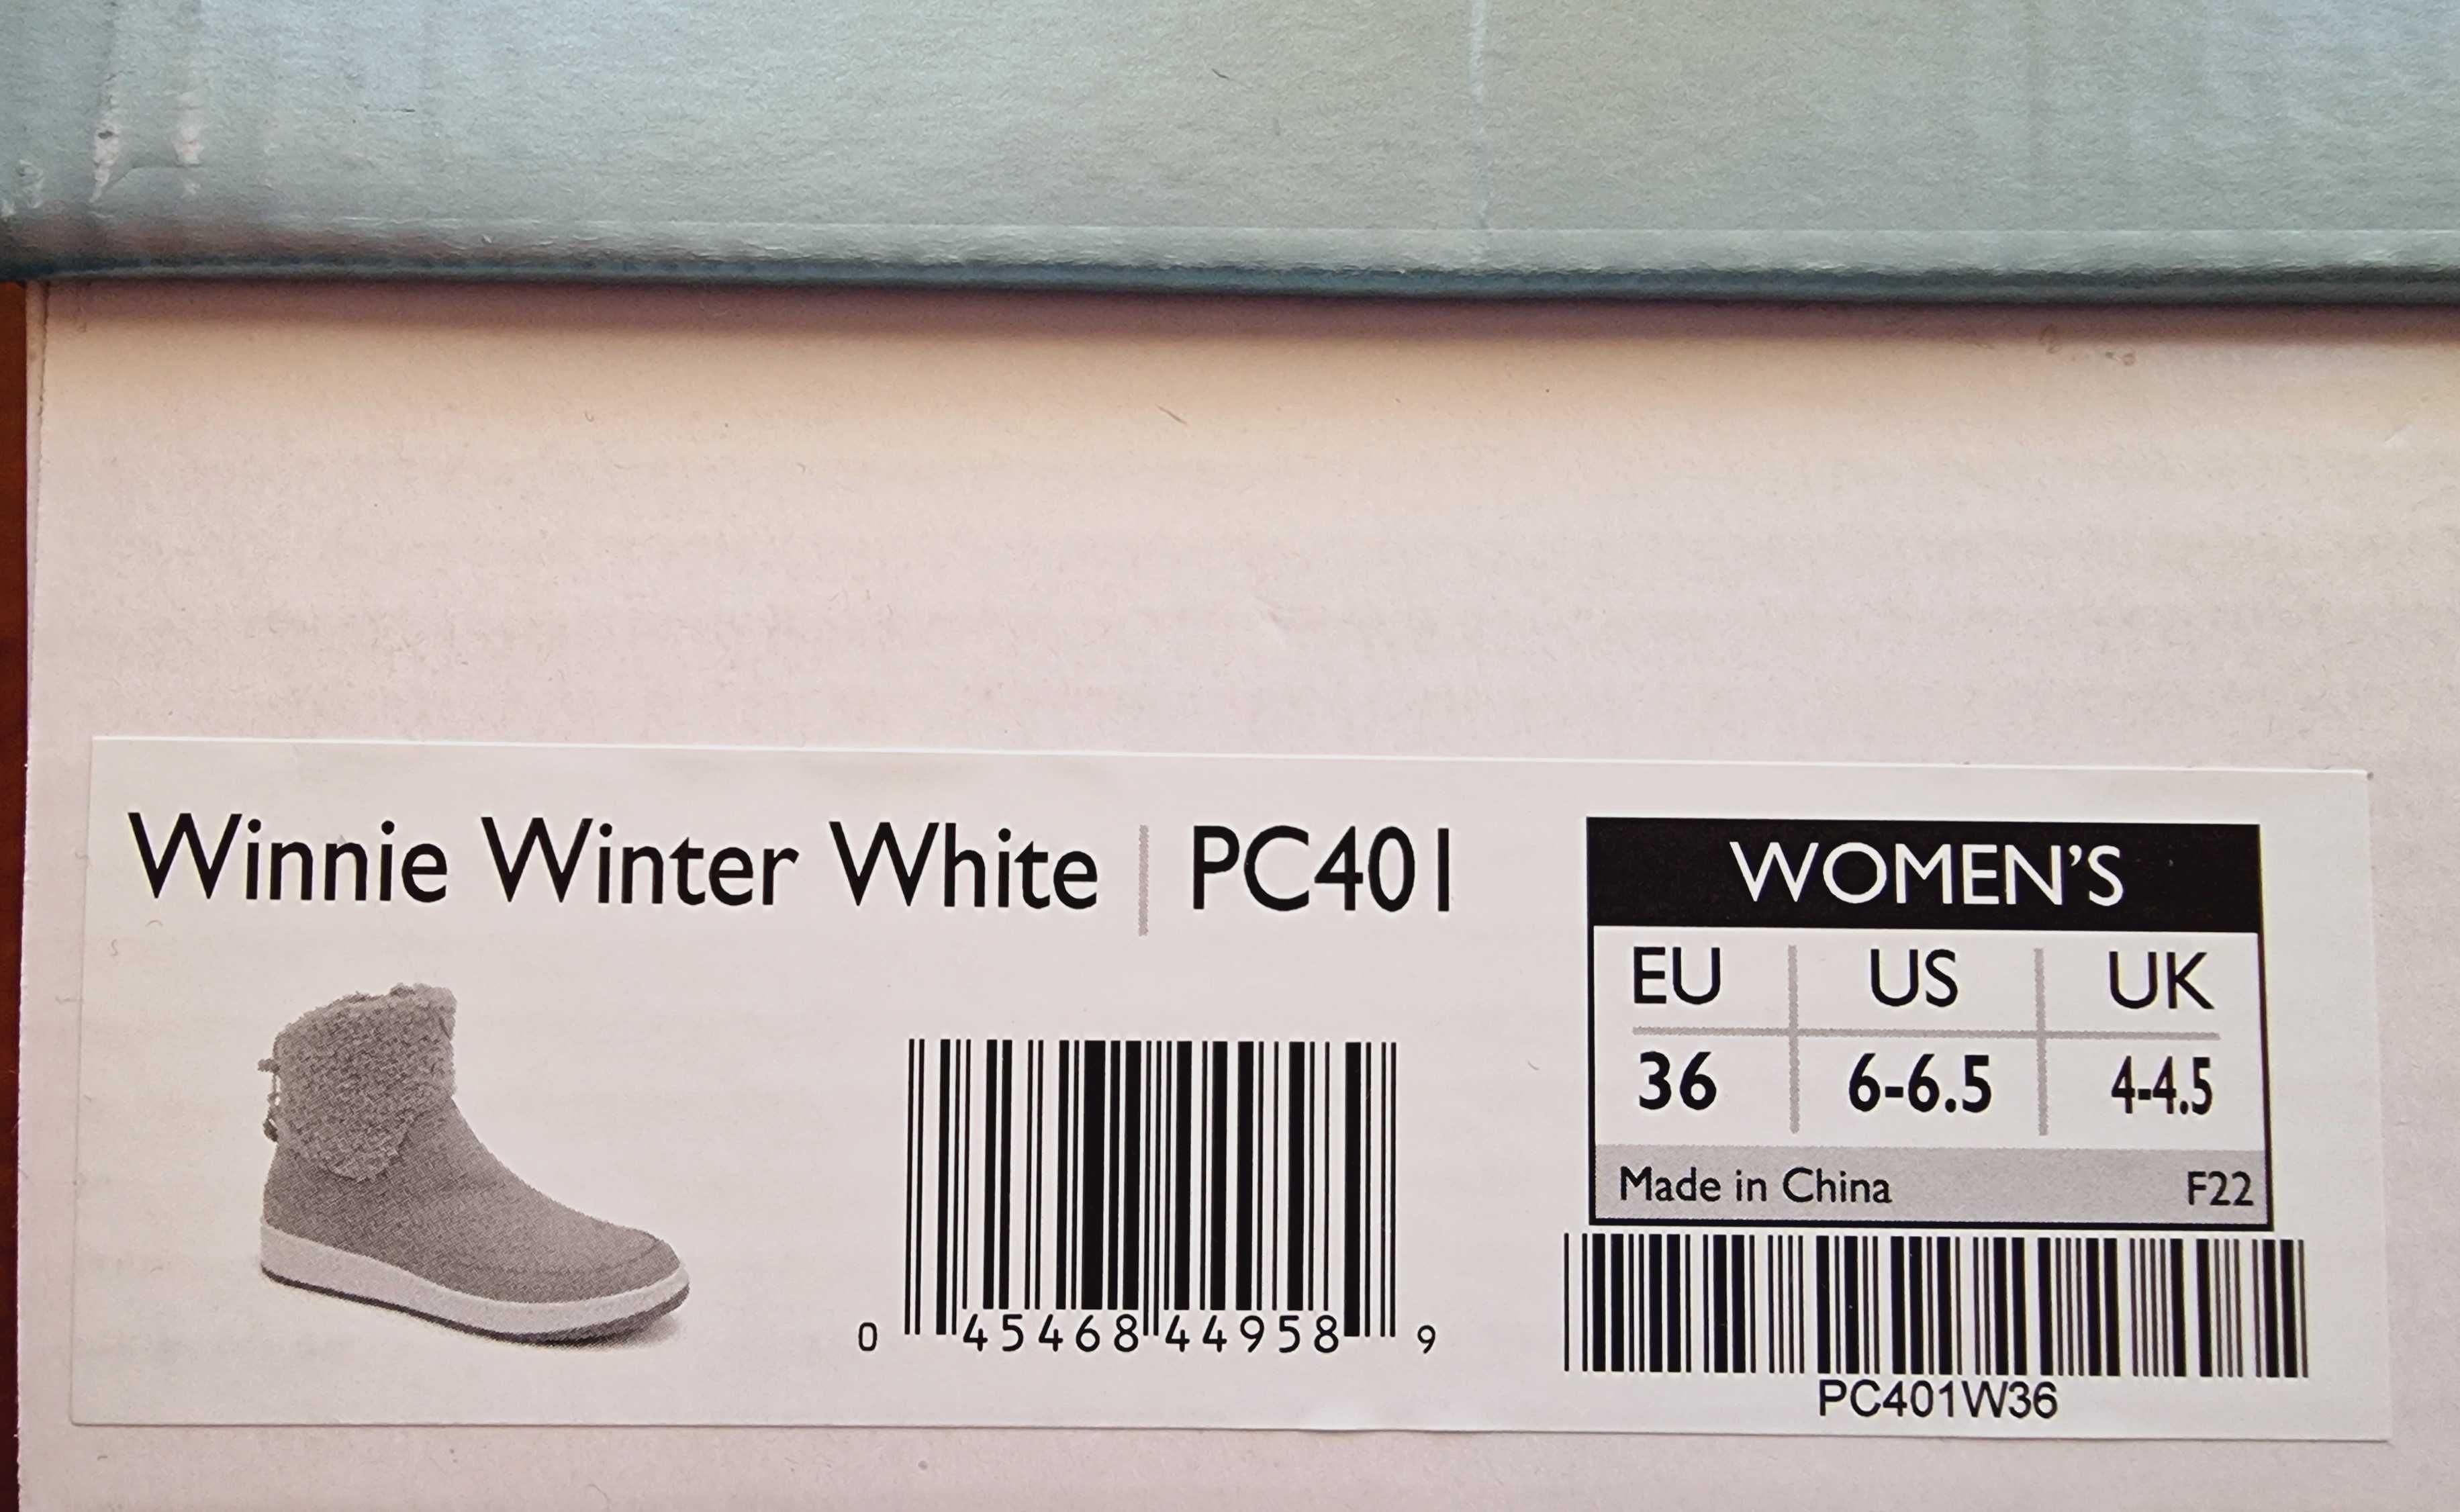 Winnie Winter White | PC401
WOMEN'S
EU | US | UK
36 | 6-6.5 | 4-4.5
Made in China F22
0 45468 44958 9
PC401W36